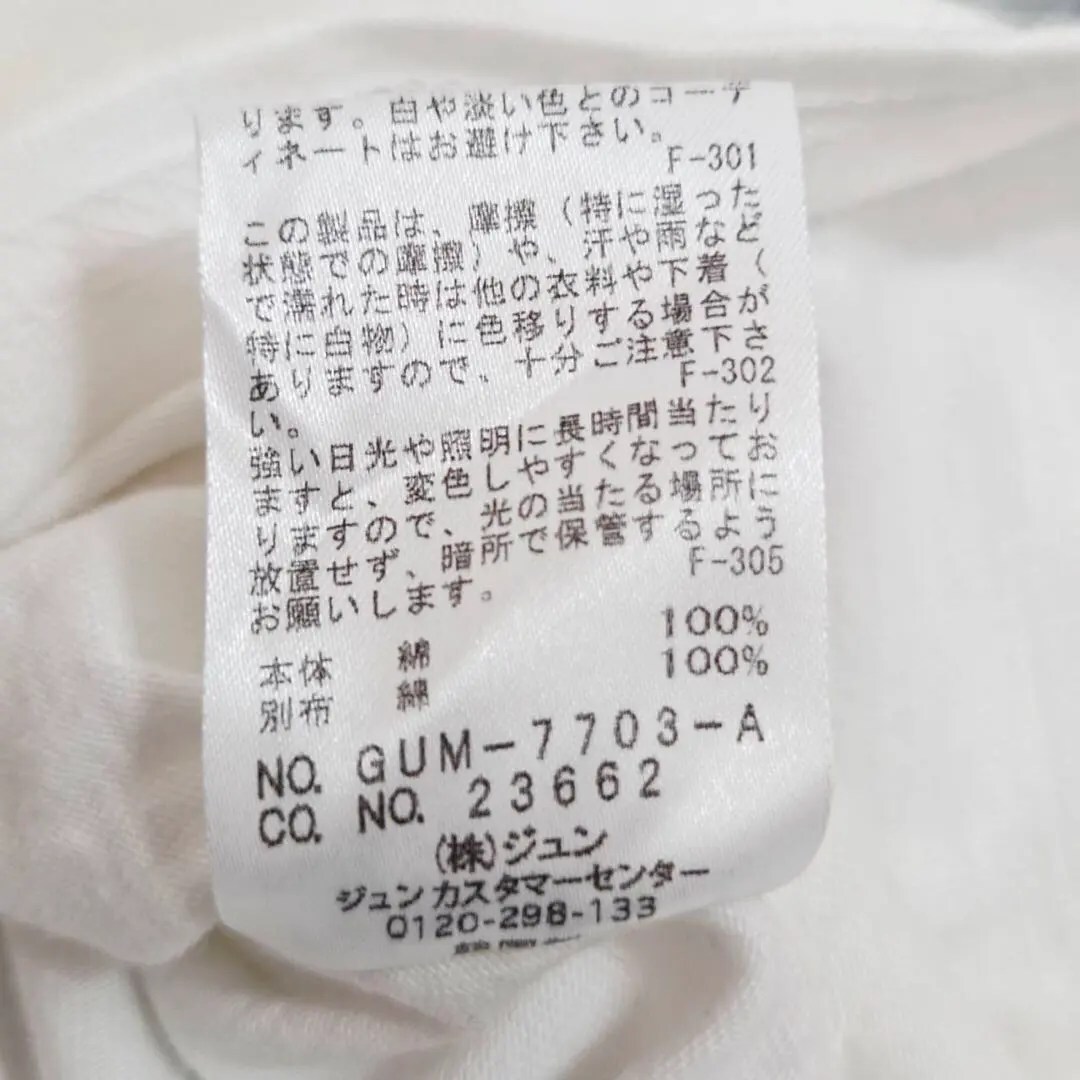 ります。白や淡い色とのコーデ
ィネートはお避け下さい。
F-301
この製品は、摩擦（特に湿った
状態での摩擦）や、汗や雨など
で濡れた時は他の衣料や下着（
特に白物）に色移りする場合が
ありますので、十分ご注意下さ
い。
F-302
強い日光や照明に長時間当たり
ますと、変色しやすくなってお
りますので、光の当たる場所に
放置せず、暗所で保管するよう
お願いします。
F-305
本体 綿 100%
別布 綿 100%
NO. GUM-7703-A
CO. NO. 23662
(株)ジュン
ジュンカスタマーセンター
0120-298-133